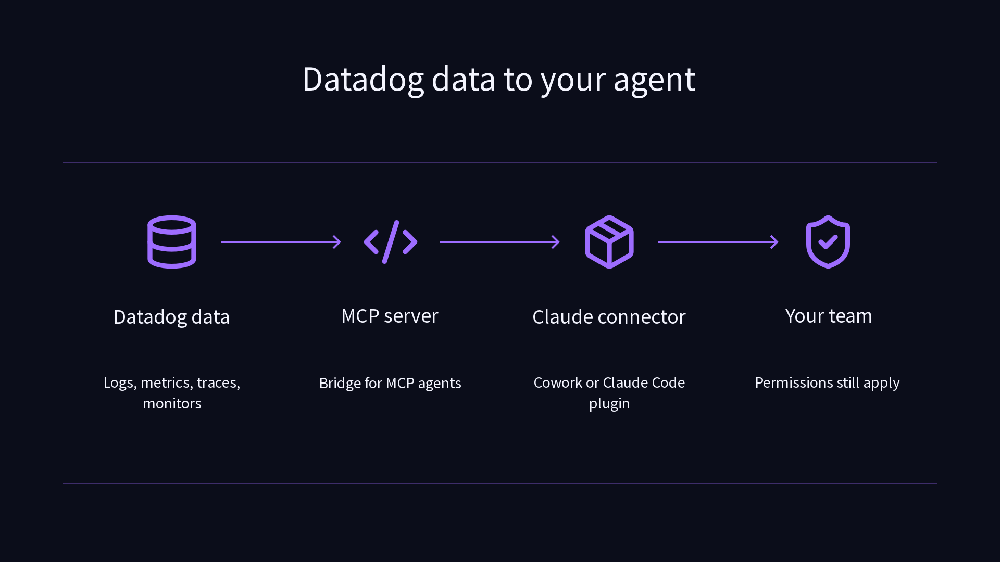 Datadog data to your agent
Datadog data
MCP server
Claude connector
Your team
Logs, metrics, traces,
monitors
Bridge for MCP agents
Cowork or Claude Code
plugin
Permissions still apply